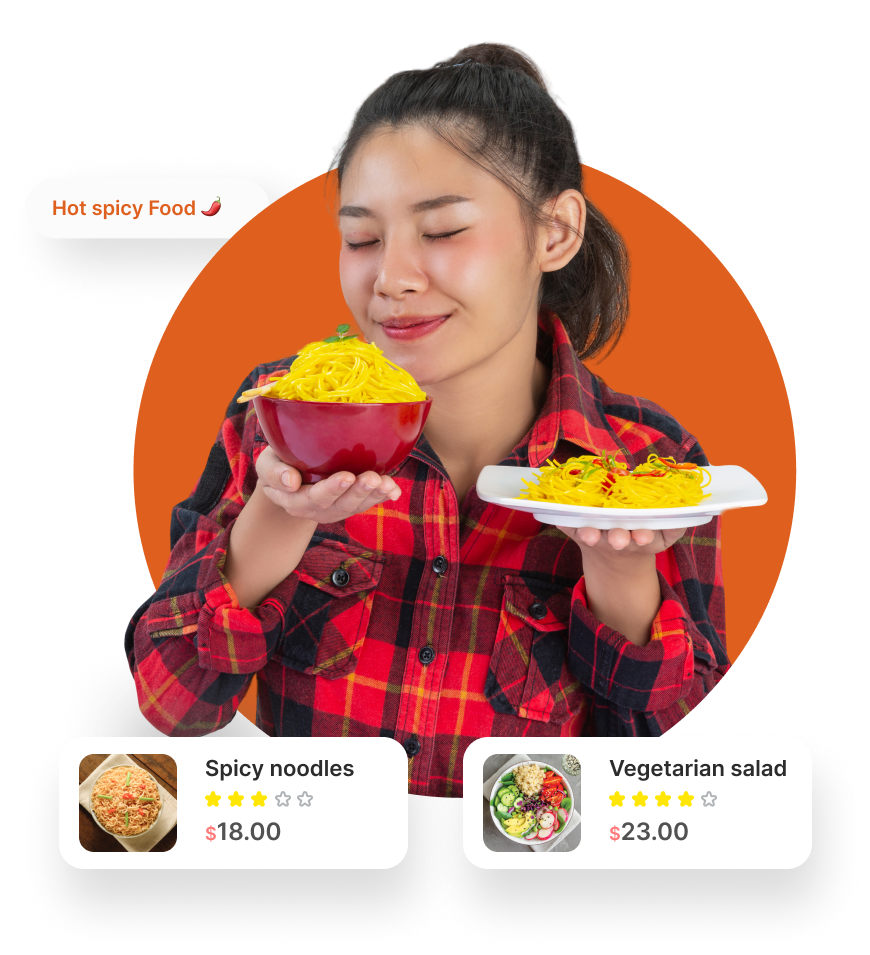 Hot spicy Food 🌶️
Spicy noodles
$18.00
Vegetarian salad
$23.00